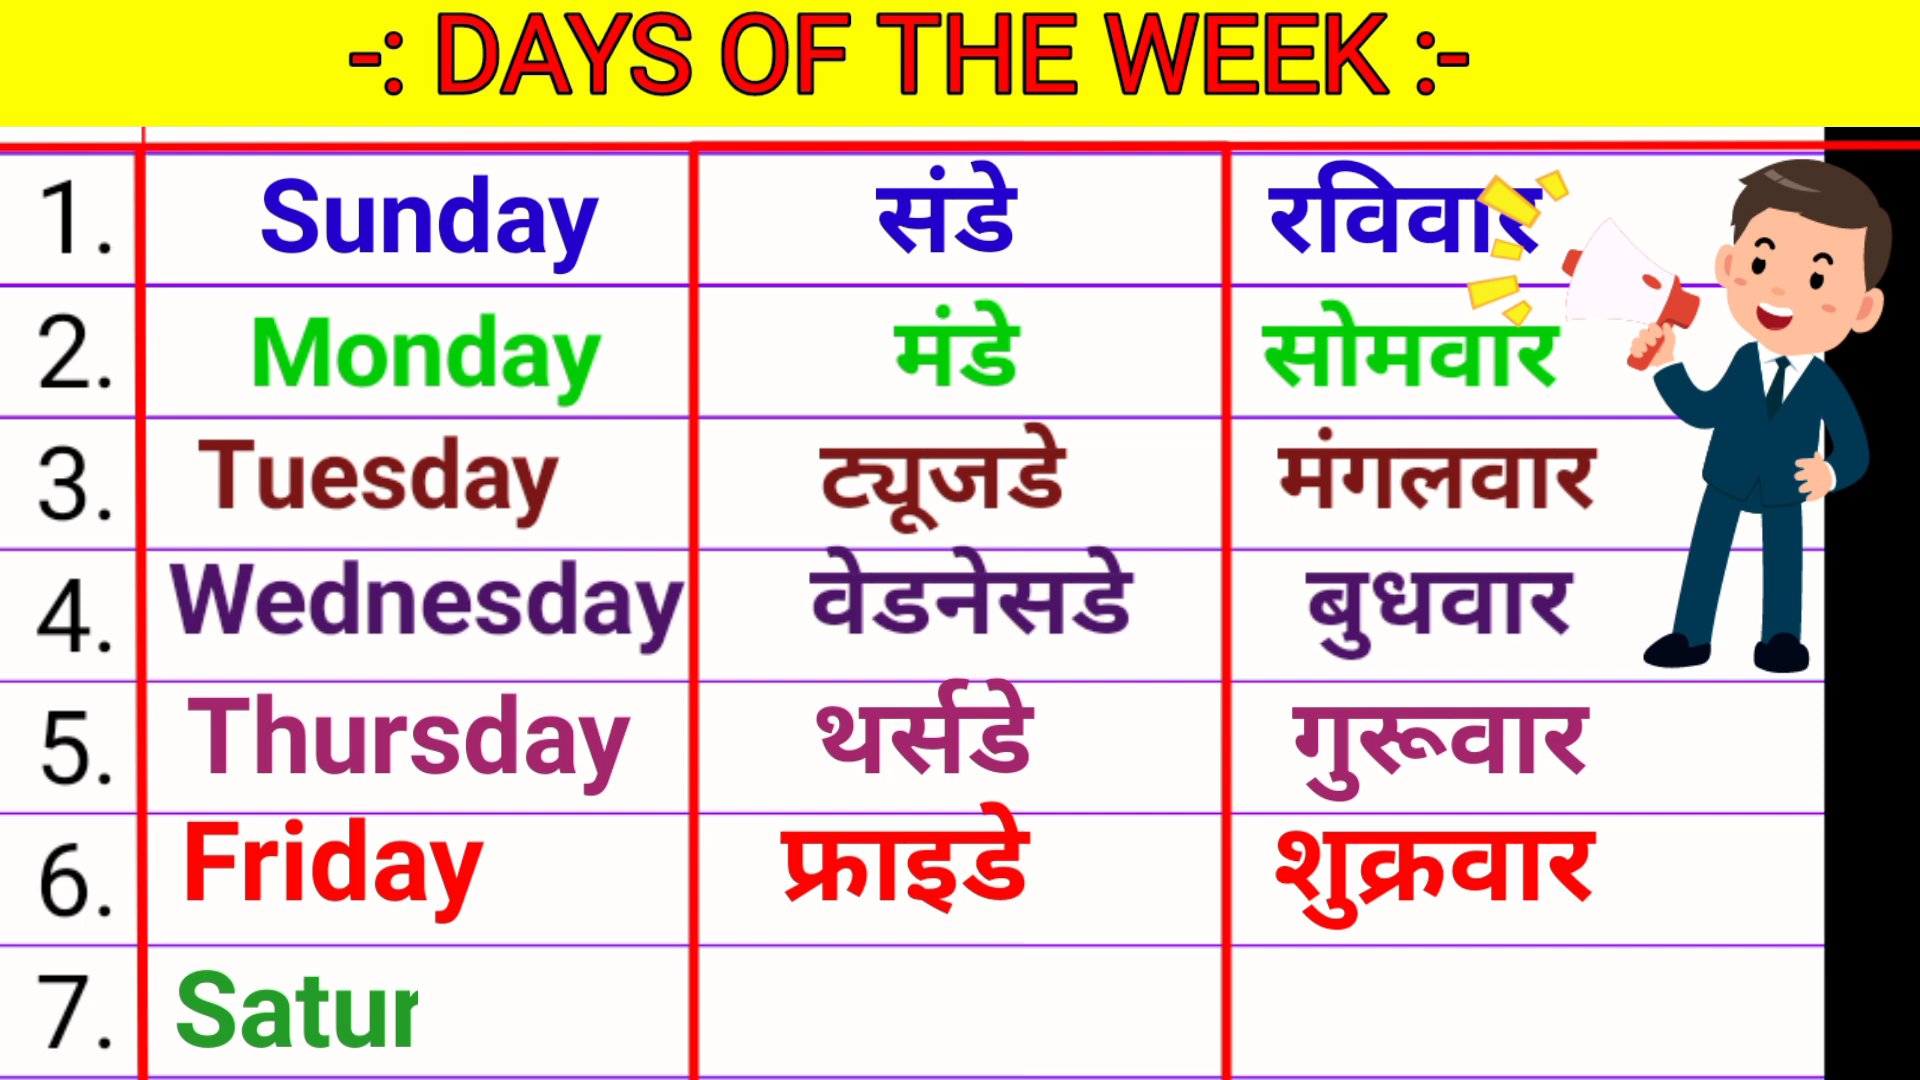 -: DAYS OF THE WEEK :-
1. Sunday संडे रविवार
2. Monday मंडे सोमवार
3. Tuesday ट्यूजडे मंगलवार
4. Wednesday वेडनेसडे बुधवार
5. Thursday थर्सडे गुरूवार
6. Friday फ्राइडे शुक्रवार
7. Satur